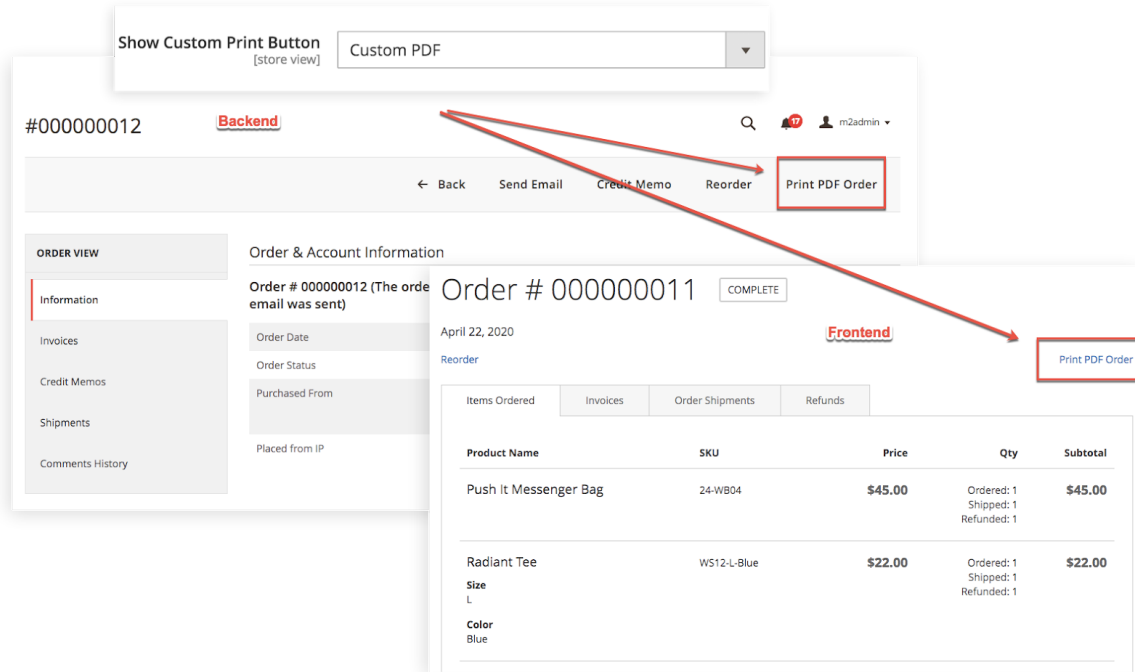 Show Custom Print Button
[store view]
Custom PDF
#000000012
Backend
17
m2admin
Back
Send Email
Credit Memo
Reorder
Print PDF Order
ORDER VIEW
Information
Invoices
Credit Memos
Shipments
Comments History
Order & Account Information
Order # 000000012 (The orde
email was sent)
Order Date
Order Status
Purchased From
Placed from IP
Order # 000000011
COMPLETE
April 22, 2020
Frontend
Reorder
Print PDF Order
Items Ordered
Invoices
Order Shipments
Refunds
Product Name SKU Price Qty Subtotal
Push It Messenger Bag 24-WB04 $45.00 Ordered: 1 $45.00
Shipped: 1
Refunded: 1
Radiant Tee WS12-L-Blue $22.00 Ordered: 1 $22.00
Shipped: 1
Refunded: 1
Size
L
Color
Blue